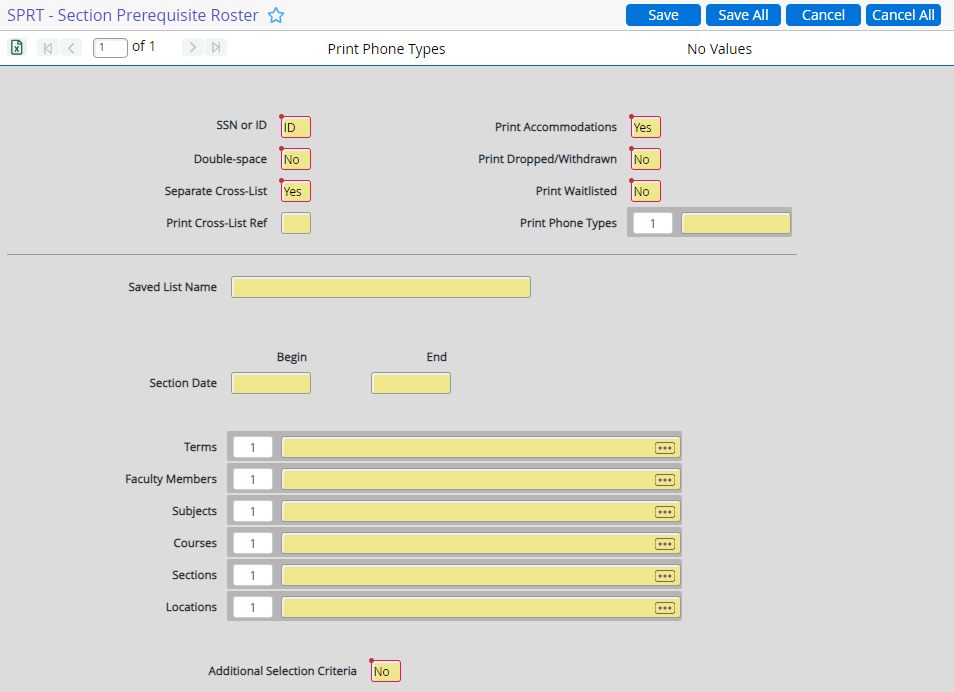 SPRT - Section Prerequisite Roster Save Save All Cancel Cancel All
1 of 1 Print Phone Types No Values
SSN or ID ID Print Accommodations Yes
Double-space No Print Dropped/Withdrawn No
Separate Cross-List Yes Print Waitlisted No
Print Cross-List Ref Print Phone Types 1
Saved List Name
Begin End
Section Date
Terms 1
Faculty Members 1
Subjects 1
Courses 1
Sections 1
Locations 1
Additional Selection Criteria No